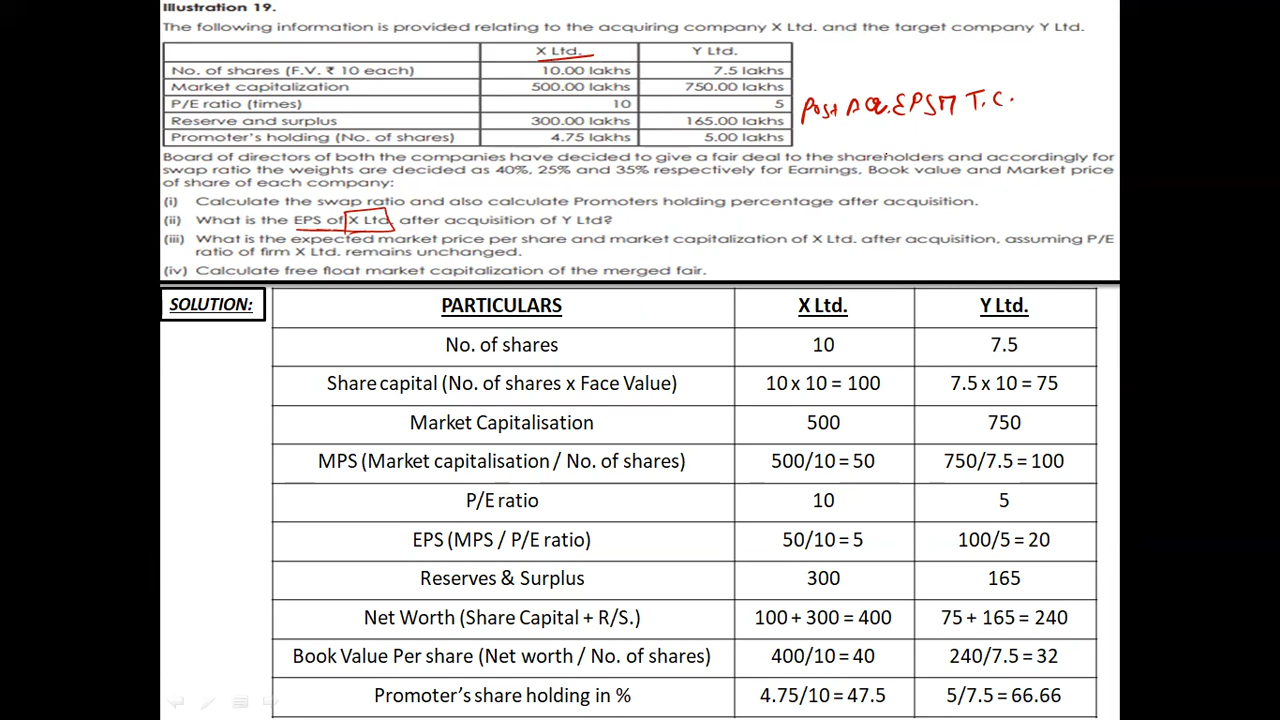 Illustration 19.
The following information is provided relating to the acquiring company X Ltd. and the target company Y Ltd.
X Ltd. Y Ltd.
No. of shares (F.V. ₹ 10 each) 10.00 lakhs 7.5 lakhs
Market capitalization 500.00 lakhs 750.00 lakhs
P/E ratio (times) 10 5
Reserve and surplus 300.00 lakhs 165.00 lakhs
Promoter's holding (No. of shares) 4.75 lakhs 5.00 lakhs
Post Acq. EPS T.C.
Board of directors of both the companies have decided to give a fair deal to the shareholders and accordingly for
swap ratio the weights are decided as 40%, 25% and 35% respectively for Earnings, Book value and Market price
of share of each company:
(i) Calculate the swap ratio and also calculate Promoters holding percentage after acquisition.
(ii) What is the EPS of X Ltd. after acquisition of Y Ltd?
(iii) What is the expected market price per share and market capitalization of X Ltd. after acquisition, assuming P/E
ratio of firm X Ltd. remains unchanged.
(iv) Calculate free float market capitalization of the merged fair.
SOLUTION:
PARTICULARS X Ltd. Y Ltd.
No. of shares 10 7.5
Share capital (No. of shares x Face Value) 10 x 10 = 100 7.5 x 10 = 75
Market Capitalisation 500 750
MPS (Market capitalisation / No. of shares) 500/10 = 50 750/7.5 = 100
P/E ratio 10 5
EPS (MPS / P/E ratio) 50/10 = 5 100/5 = 20
Reserves & Surplus 300 165
Net Worth (Share Capital + R/S.) 100 + 300 = 400 75 + 165 = 240
Book Value Per share (Net worth / No. of shares) 400/10 = 40 240/7.5 = 32
Promoter's share holding in % 4.75/10 = 47.5 5/7.5 = 66.66